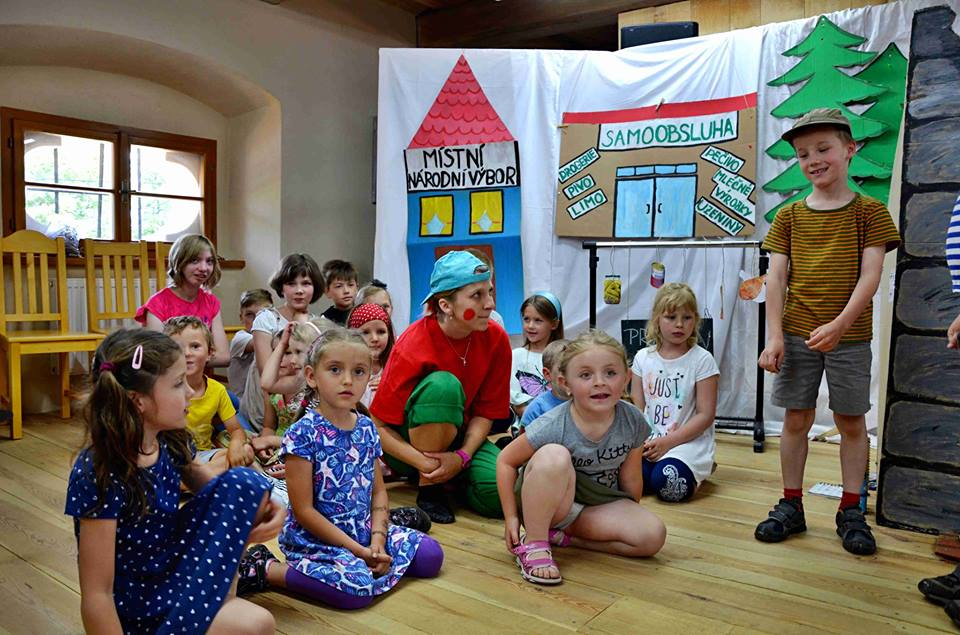 MÍSTNÍ
NÁRODNÍ VÝBOR
SAMOOBSLUHA
DROGERIE
PIVO
LIMO
PEČIVO
MLÉČNÉ
VÝROBKY
UZENINY
JUST
BE